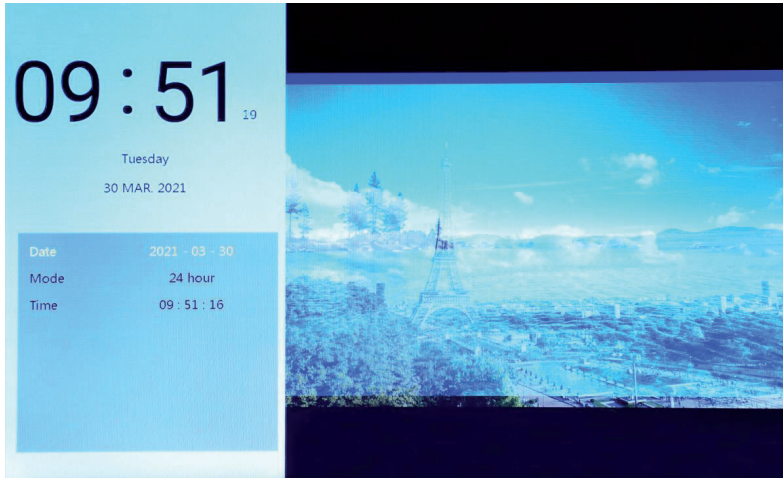 09 : 51 19
Tuesday
30 MAR. 2021
Date 2021 - 03 - 30
Mode 24 hour
Time 09 : 51 : 16